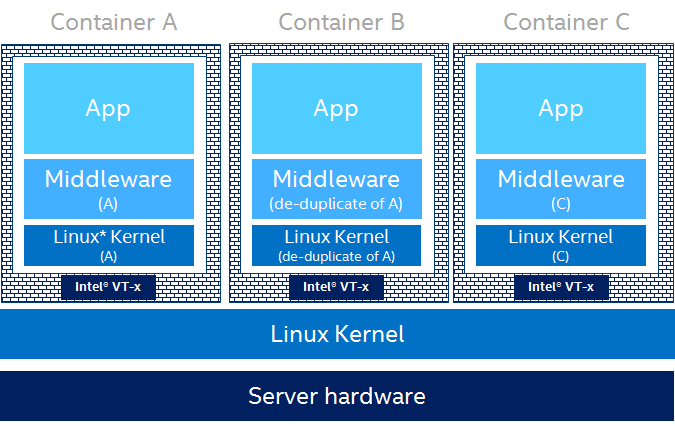 Container A
Container B
Container C
App
App
App
Middleware
(A)
Middleware
(de-duplicate of A)
Middleware
(C)
Linux* Kernel
(A)
Linux Kernel
(de-duplicate of A)
Linux Kernel
(C)
Intel® VT-x
Intel® VT-x
Intel® VT-x
Linux Kernel
Server hardware